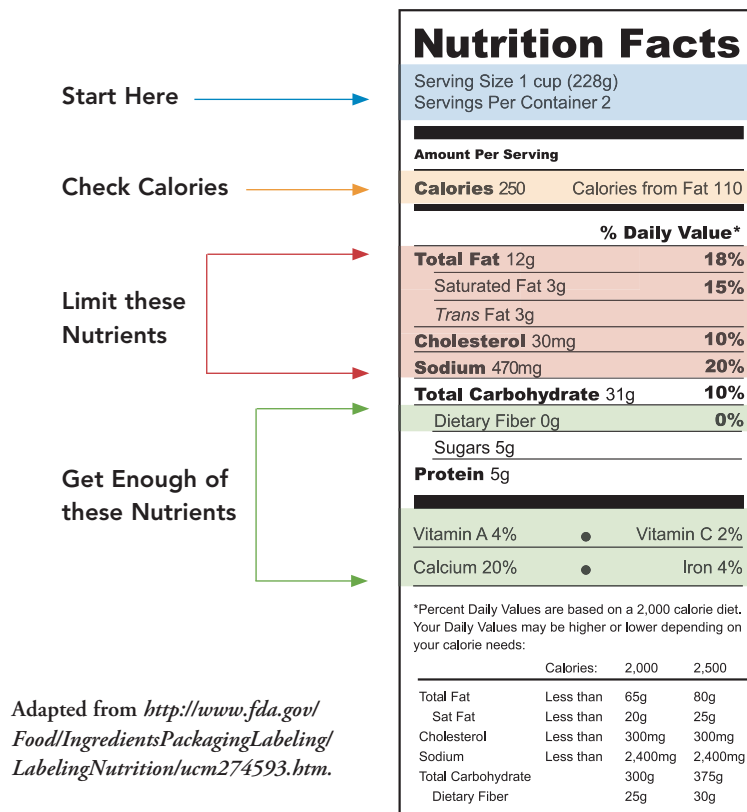 Nutrition Facts
Start Here
Serving Size 1 cup (228g)
Servings Per Container 2
Amount Per Serving
Check Calories
Calories 250 Calories from Fat 110
% Daily Value*
Limit these
Nutrients
Total Fat 12g 18%
Saturated Fat 3g 15%
Trans Fat 3g
Cholesterol 30mg 10%
Sodium 470mg 20%
Total Carbohydrate 31g 10%
Get Enough of
these Nutrients
Dietary Fiber 0g 0%
Sugars 5g
Protein 5g
Vitamin A 4% • Vitamin C 2%
Calcium 20% • Iron 4%
*Percent Daily Values are based on a 2,000 calorie diet.
Your Daily Values may be higher or lower depending on
your calorie needs:
Calories: 2,000 2,500
Total Fat Less than 65g 80g
Sat Fat Less than 20g 25g
Cholesterol Less than 300mg 300mg
Sodium Less than 2,400mg 2,400mg
Total Carbohydrate 300g 375g
Dietary Fiber 25g 30g
Adapted from http://www.fda.gov/
Food/IngredientsPackagingLabeling/
LabelingNutrition/ucm274593.htm.